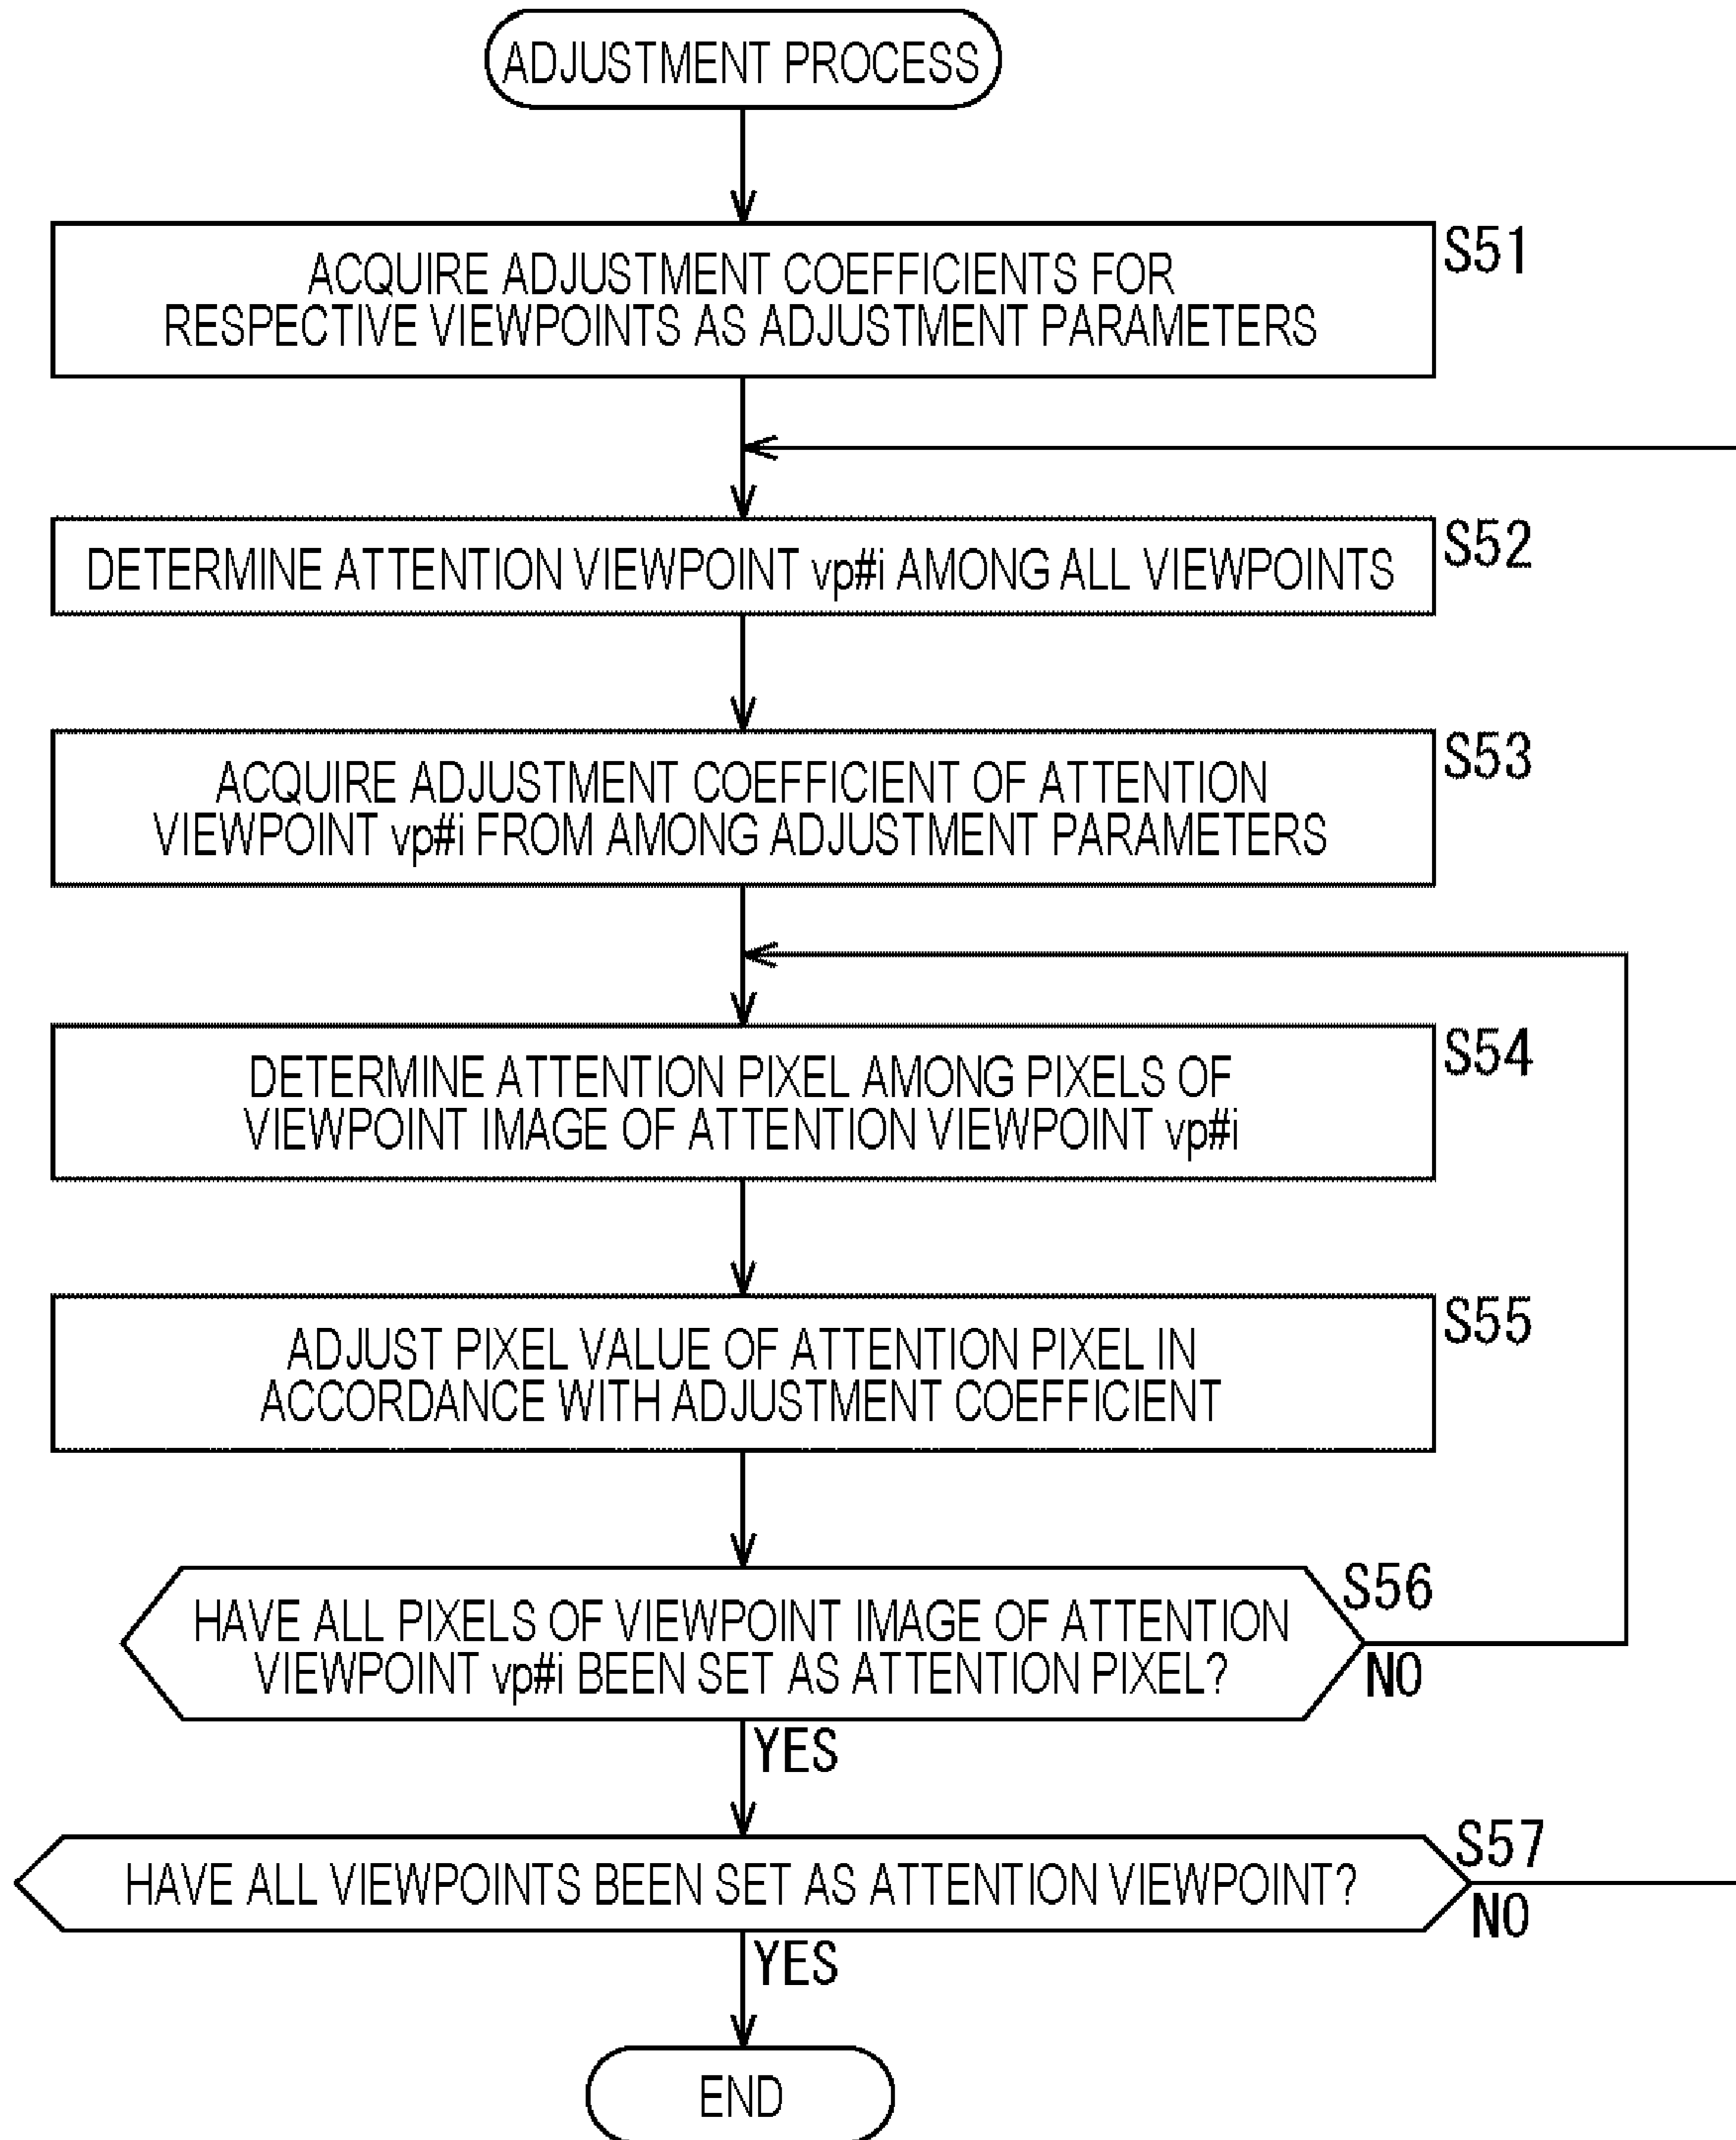 ADJUSTMENT PROCESS
ACQUIRE ADJUSTMENT COEFFICIENTS FOR
RESPECTIVE VIEWPOINTS AS ADJUSTMENT PARAMETERS
S51
DETERMINE ATTENTION VIEWPOINT vp#i AMONG ALL VIEWPOINTS
S52
ACQUIRE ADJUSTMENT COEFFICIENT OF ATTENTION
VIEWPOINT vp#i FROM AMONG ADJUSTMENT PARAMETERS
S53
DETERMINE ATTENTION PIXEL AMONG PIXELS OF
VIEWPOINT IMAGE OF ATTENTION VIEWPOINT vp#i
S54
ADJUST PIXEL VALUE OF ATTENTION PIXEL IN
ACCORDANCE WITH ADJUSTMENT COEFFICIENT
S55
HAVE ALL PIXELS OF VIEWPOINT IMAGE OF ATTENTION
VIEWPOINT vp#i BEEN SET AS ATTENTION PIXEL?
S56
NO
YES
HAVE ALL VIEWPOINTS BEEN SET AS ATTENTION VIEWPOINT?
S57
NO
YES
END